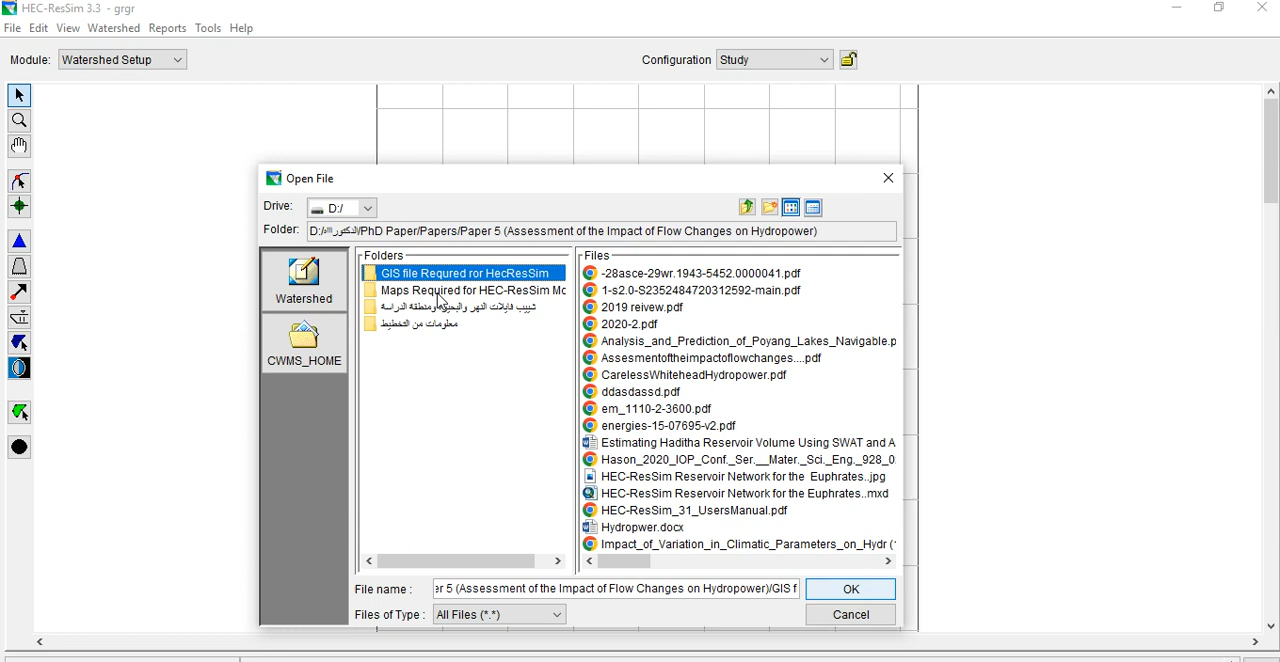 HEC-ResSim 3.3 - grgr
File Edit View Watershed Reports Tools Help
Module: Watershed Setup
Configuration Study
Open File
Drive: D:/
Folder: PhD Paper/Papers/Paper 5 (Assessment of the Impact of Flow Changes on Hydropower)
Watershed
CWMS_HOME
Folders
GIS file Requred ror HecResSim
Maps Required for HEC-ResSim Mc
معلومات من التخطيط
Files
-28asce-29wr.1943-5452.0000041.pdf
1-s2.0-S2352484720312592-main.pdf
2019 reivew.pdf
2020-2.pdf
Analysis_and_Prediction_of_Poyang_Lakes_Navigable.p
Assesmentoftheimpactoflowchanges....pdf
CarelessWhiteheadHydropower.pdf
ddasdassd.pdf
em_1110-2-3600.pdf
energies-15-07695-v2.pdf
Estimating Haditha Reservoir Volume Using SWAT and A
Hason_2020_IOP_Conf._Ser.__Mater._Sci._Eng._928_0
HEC-ResSim Reservoir Network for the Euphrates..jpg
HEC-ResSim Reservoir Network for the Euphrates..mxd
HEC-ResSim_31_UsersManual.pdf
Hydropwer.docx
Impact_of_Variation_in_Climatic_Parameters_on_Hydr (
File name : er 5 (Assessment of the Impact of Flow Changes on Hydropower)/GIS f
OK
Files of Type : All Files (*.*)
Cancel